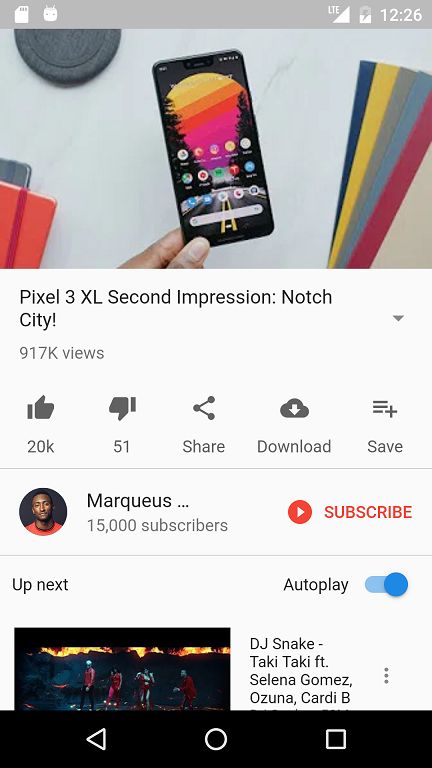 LTE 12:26
Pixel 3 XL Second Impression: Notch
City!
917K views
20k 51 Share Download Save
Marqueus ...
15,000 subscribers
SUBSCRIBE
Up next Autoplay
DJ Snake -
Taki Taki ft.
Selena Gomez,
Ozuna, Cardi B